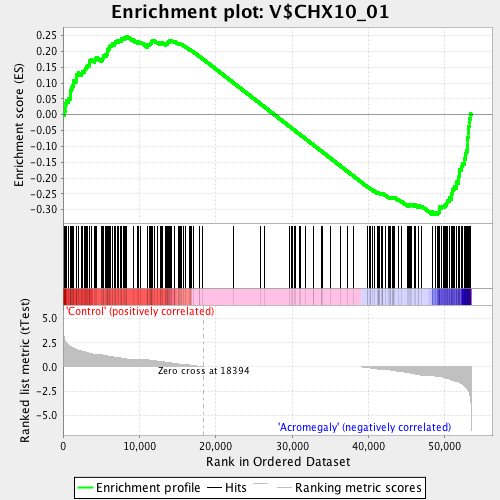 Enrichment plot: V$CHX10_01
Enrichment score (ES)
0.25
0.20
0.15
0.10
0.05
0.00
-0.05
-0.10
-0.15
-0.20
-0.25
-0.30
Ranked list metric (tTest)
5.0
2.5
0.0
-2.5
-5.0
'Control' (positively correlated)
Zero cross at 18394
'Acromegaly' (negatively correlated)
0
10,000
20,000
30,000
40,000
50,000
Rank in Ordered Dataset
Enrichment profile
Hits
Ranking metric scores